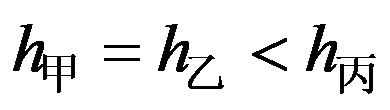 h甲 = h乙 < h丙